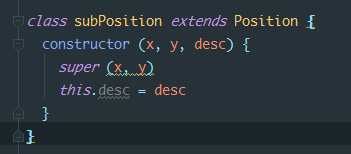 class subPosition extends Position {
constructor (x, y, desc) {
super (x, y)
this.desc = desc
}
}